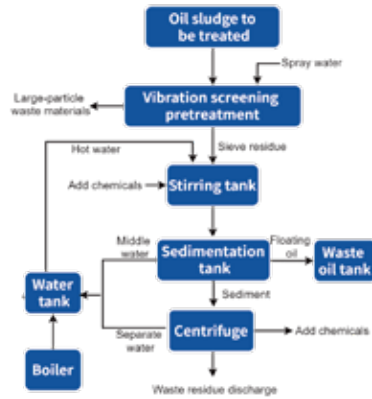 Oil sludge to
be treated
Spray water
Large-particle
waste materials
Vibration screening
pretreatment
Hot water
Sieve residue
Add chemicals
Stirring tank
Middle
water
Sedimentation
tank
Floating
oil
Waste
oil tank
Water
tank
Sediment
Separate
water
Centrifuge
Add chemicals
Boiler
Waste residue discharge